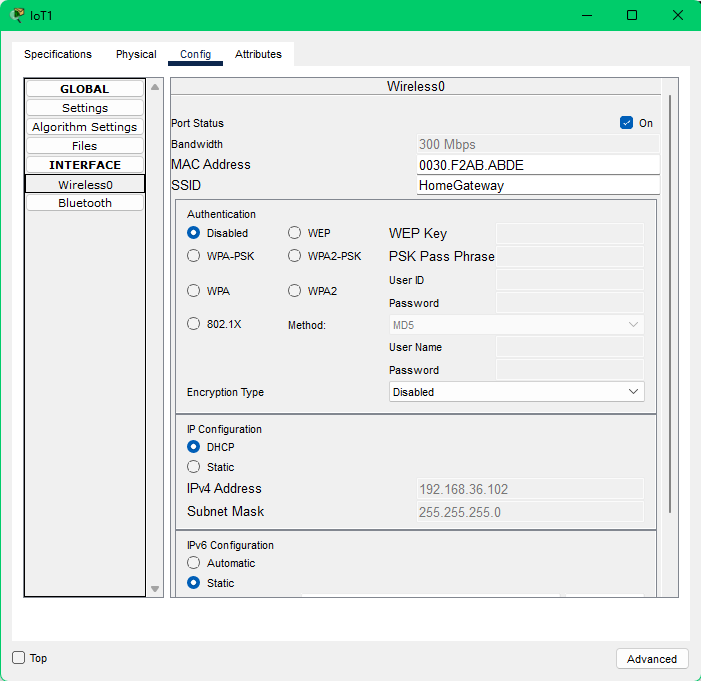 IoT1
Specifications Physical Config Attributes
GLOBAL
Settings
Algorithm Settings
Files
INTERFACE
Wireless0
Bluetooth
Wireless0
Port Status On
Bandwidth 300 Mbps
MAC Address 0030.F2AB.ABDE
SSID HomeGateway
Authentication
Disabled WEP WEP Key
WPA-PSK WPA2-PSK PSK Pass Phrase
User ID
WPA WPA2
Password
802.1X Method: MD5
User Name
Password
Encryption Type Disabled
IP Configuration
DHCP
Static
IPv4 Address 192.168.36.102
Subnet Mask 255.255.255.0
IPv6 Configuration
Automatic
Static
Top Advanced